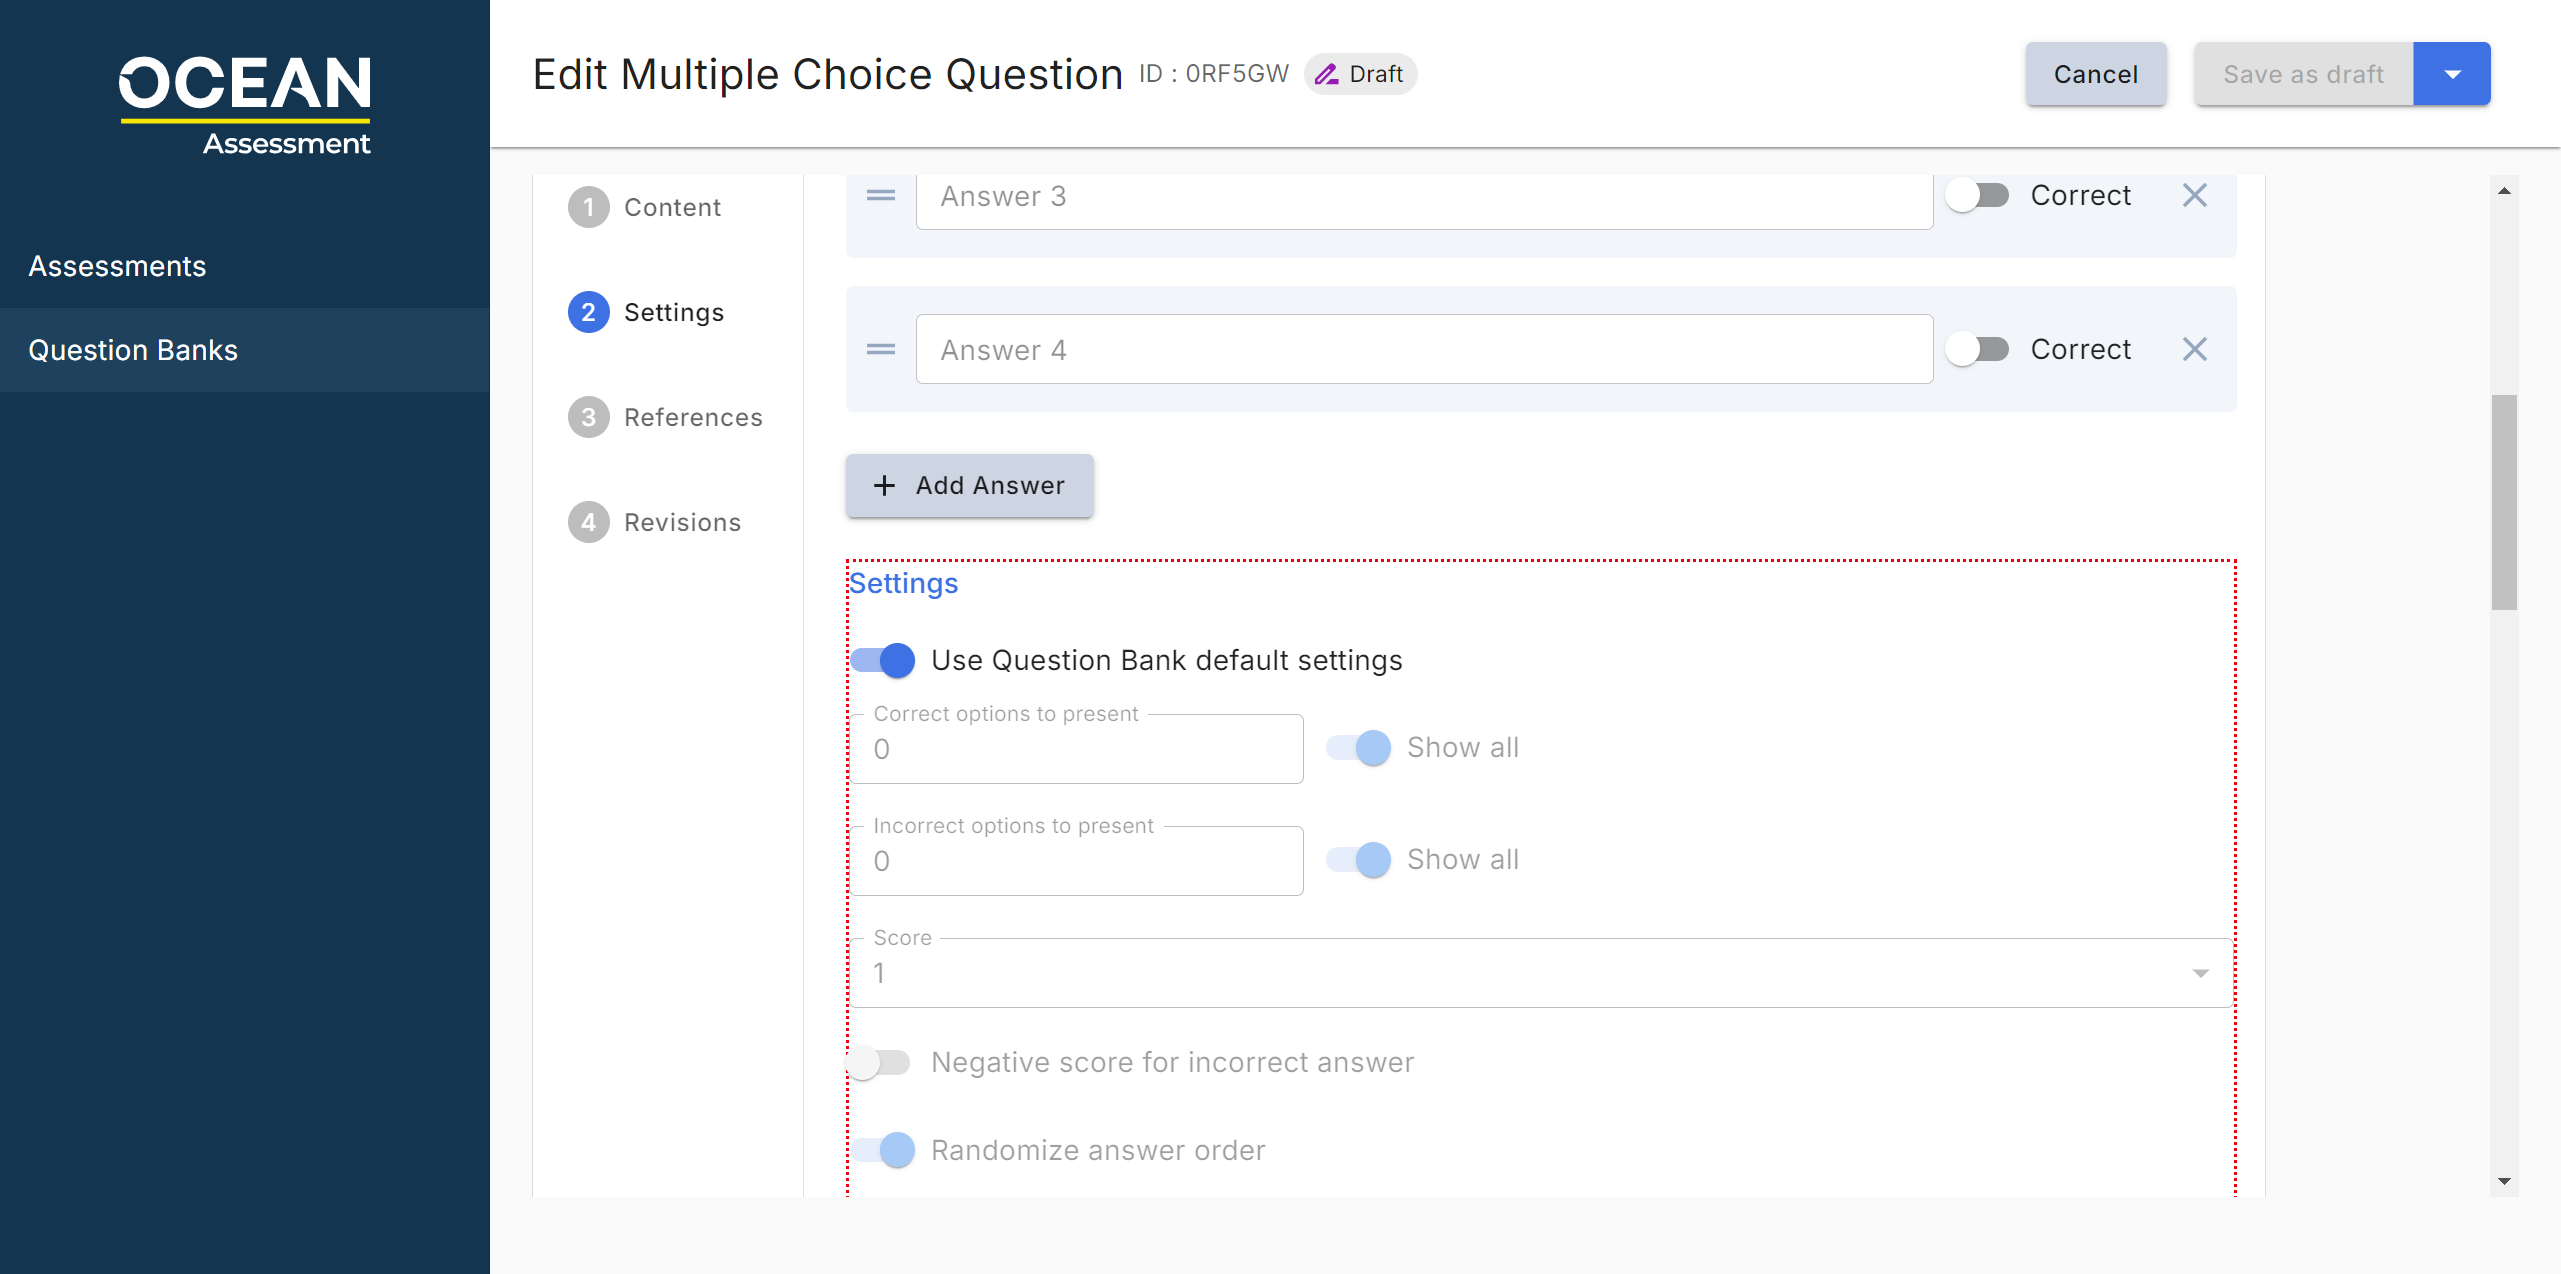 OCEAN
Assessment
Assessments
Question Banks
Edit Multiple Choice Question ID : 0RF5GW Draft
Cancel
Save as draft
1 Content
2 Settings
3 References
4 Revisions
Answer 3
Correct
Answer 4
Correct
Add Answer
Settings
Use Question Bank default settings
Correct options to present
0
Show all
Incorrect options to present
0
Show all
Score
1
Negative score for incorrect answer
Randomize answer order